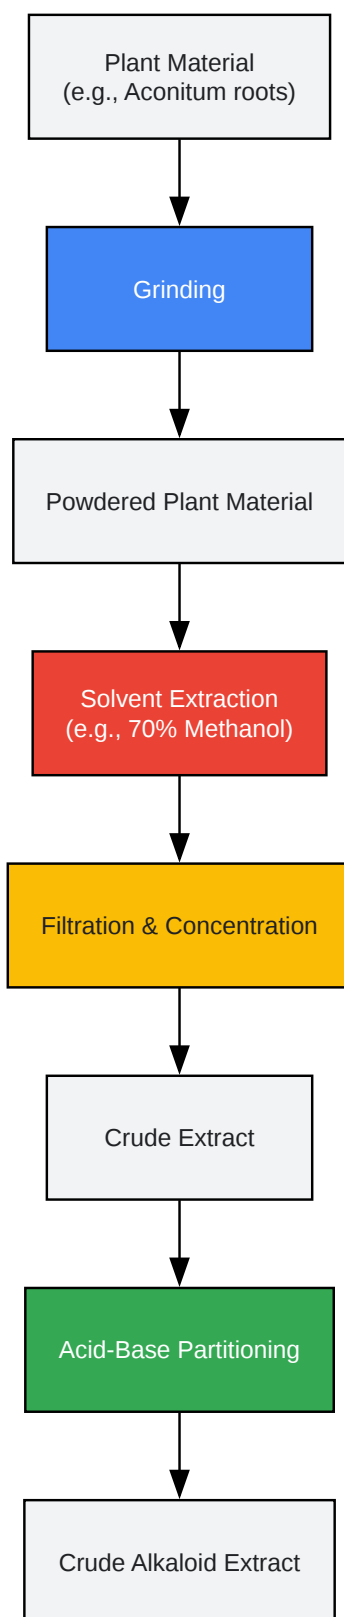 Plant Material
(e.g., Aconitum roots)
Grinding
Powdered Plant Material
Solvent Extraction
(e.g., 70% Methanol)
Filtration & Concentration
Crude Extract
Acid-Base Partitioning
Crude Alkaloid Extract